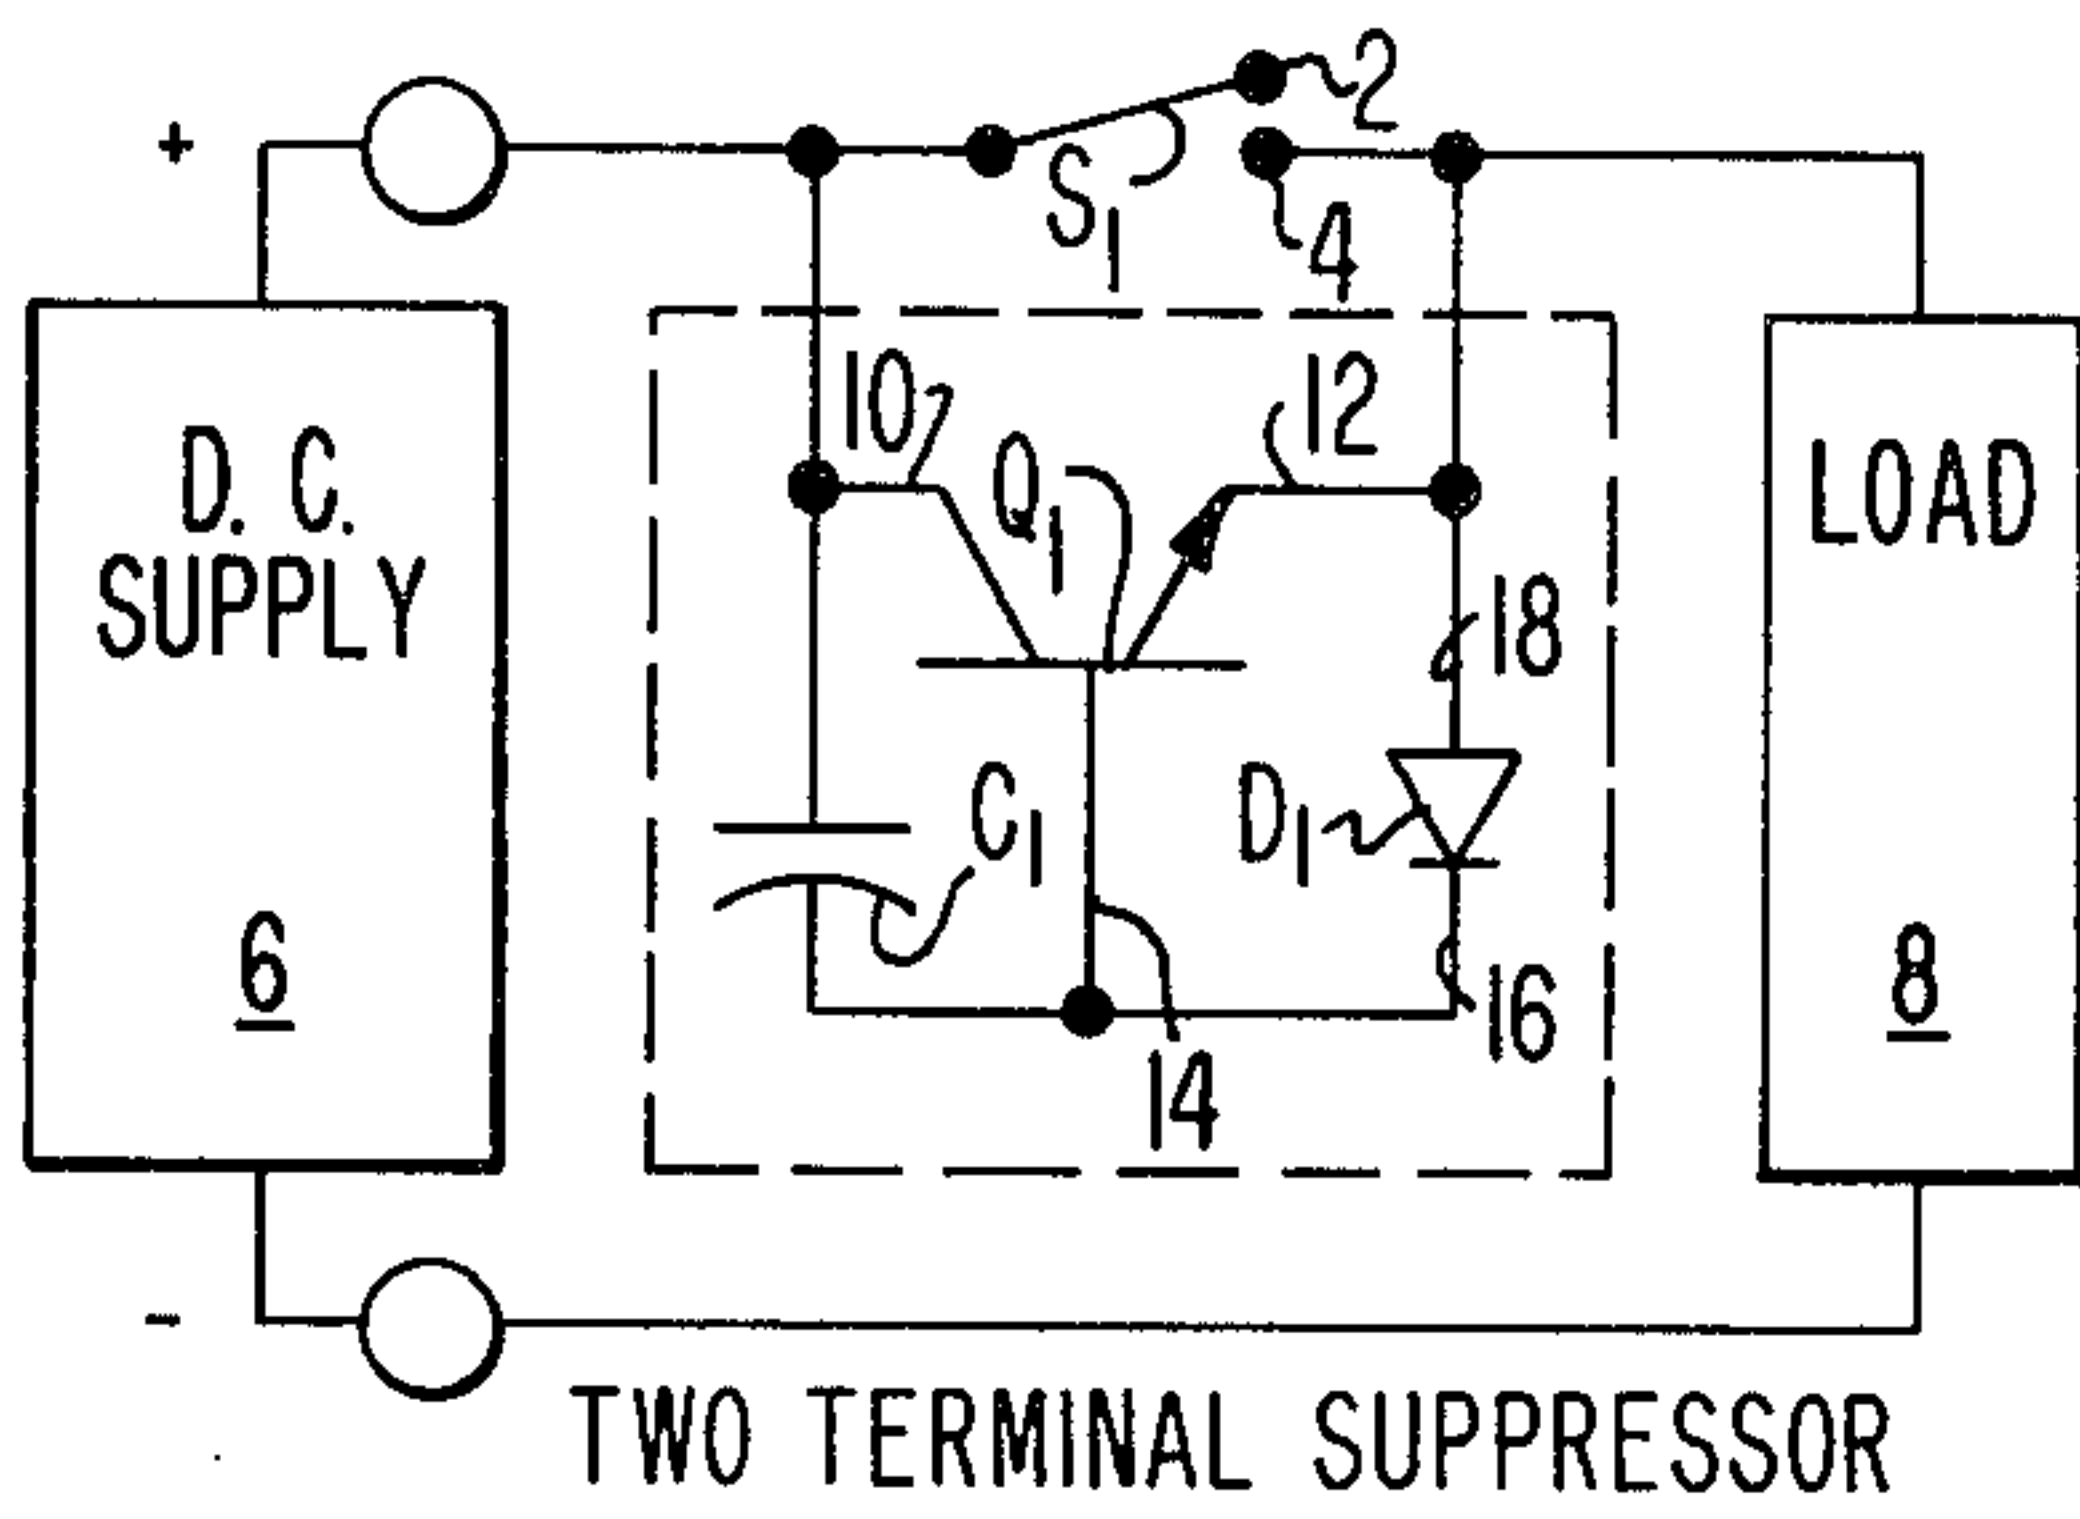 2
+
S1
4
10
12
Q1
D. C.
SUPPLY
LOAD
18
C1
D1
6
8
16
14
-
TWO TERMINAL SUPPRESSOR